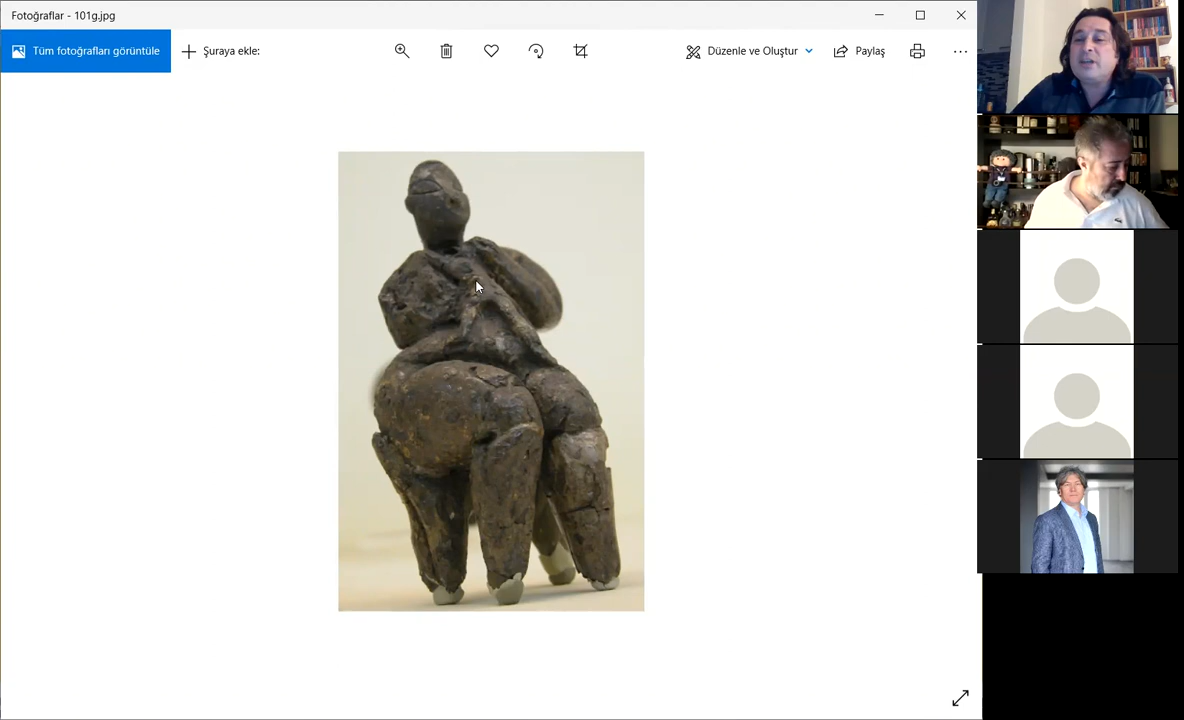 Fotoğraflar - 101g.jpg
Tüm fotoğrafları görüntüle
Şuraya ekle:
Düzenle ve Oluştur
Paylaş